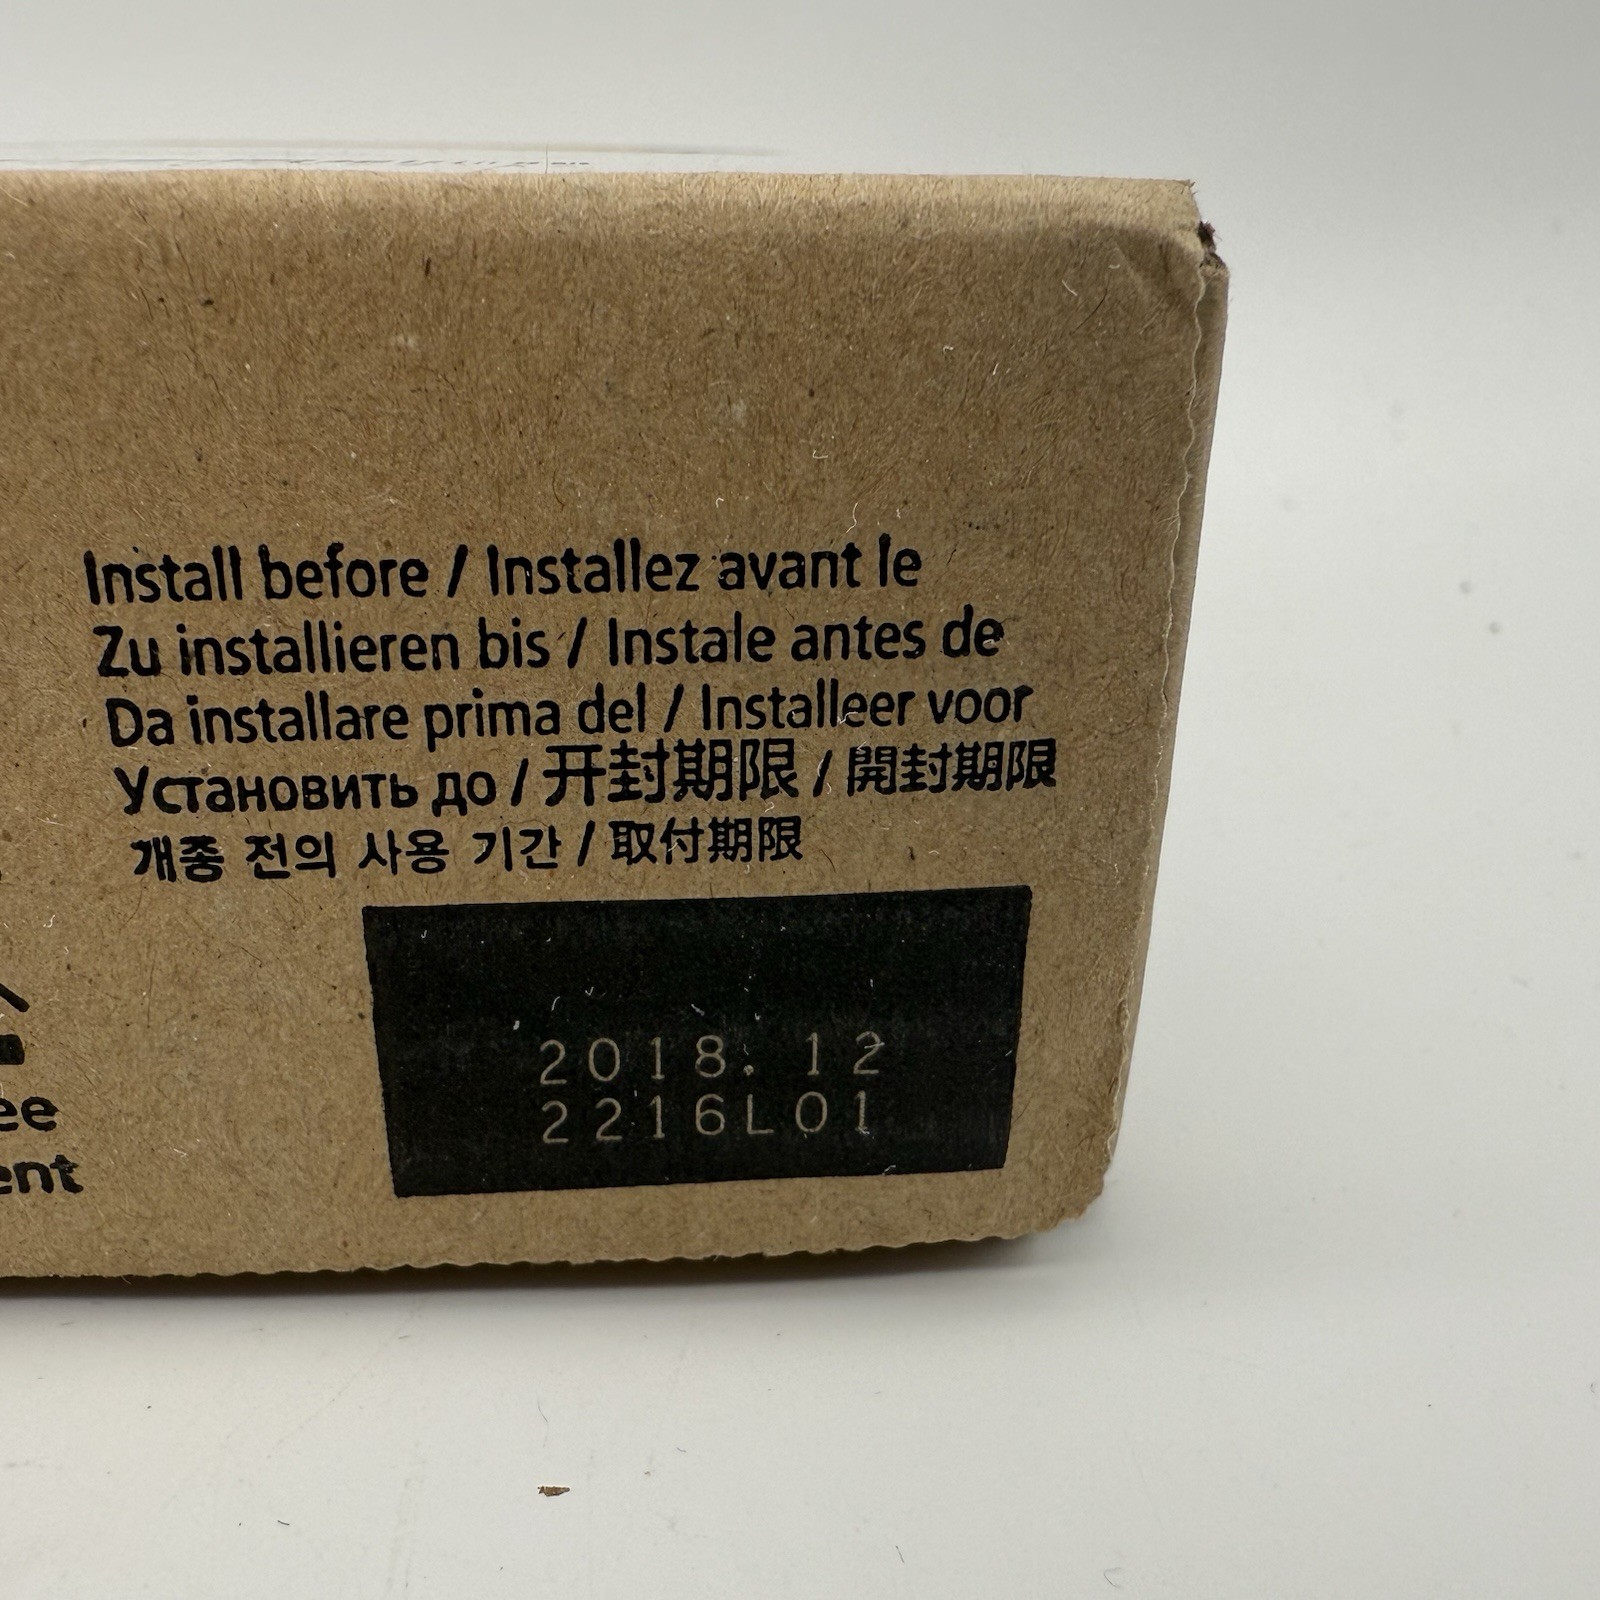 Install before / Installez avant le
Zu installieren bis / Instale antes de
Da installare prima del / Installeer voor
Установить до / 开封期限 / 開封期限
개종 전의 사용 기간 / 取付期限
2018. 12
2216L01
ee
ent